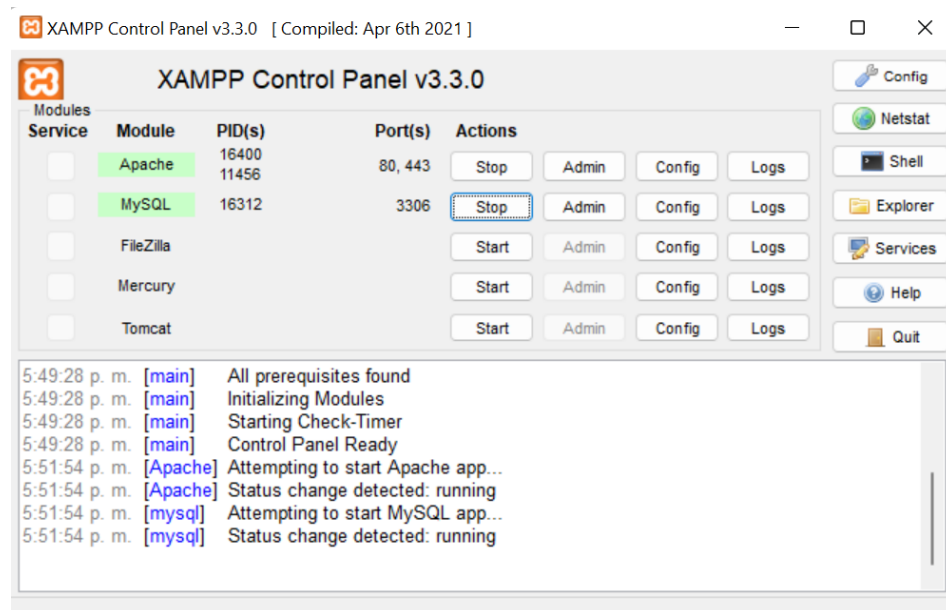 XAMPP Control Panel v3.3.0 [ Compiled: Apr 6th 2021 ]
XAMPP Control Panel v3.3.0
Config
Modules
Service Module PID(s) Port(s) Actions
Netstat
Apache 16400 11456 80, 443 Stop Admin Config Logs
Shell
MySQL 16312 3306 Stop Admin Config Logs
Explorer
FileZilla Start Admin Config Logs
Services
Mercury Start Admin Config Logs
Help
Tomcat Start Admin Config Logs
Quit
5:49:28 p. m. [main] All prerequisites found
5:49:28 p. m. [main] Initializing Modules
5:49:28 p. m. [main] Starting Check-Timer
5:49:28 p. m. [main] Control Panel Ready
5:51:54 p. m. [Apache] Attempting to start Apache app...
5:51:54 p. m. [Apache] Status change detected: running
5:51:54 p. m. [mysql] Attempting to start MySQL app...
5:51:54 p. m. [mysql] Status change detected: running